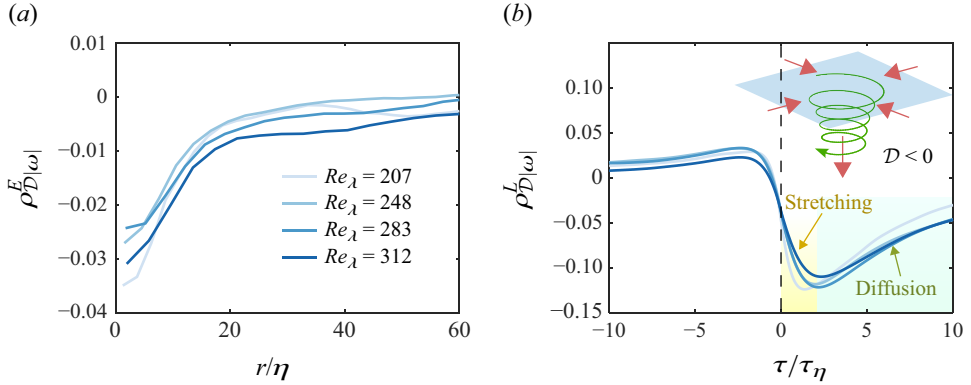 (a)
0.01
0
−0.01
−0.02
−0.03
−0.04
ρ^E_{𝒟|ω|}
Re_λ = 207
Re_λ = 248
Re_λ = 283
Re_λ = 312
0 20 40 60
r/η
(b)
0.10
0.05
0
−0.05
−0.10
−0.15
ρ^L_{𝒟|ω|}
𝒟 < 0
Stretching
Diffusion
−10 −5 0 5 10
τ/τ_η